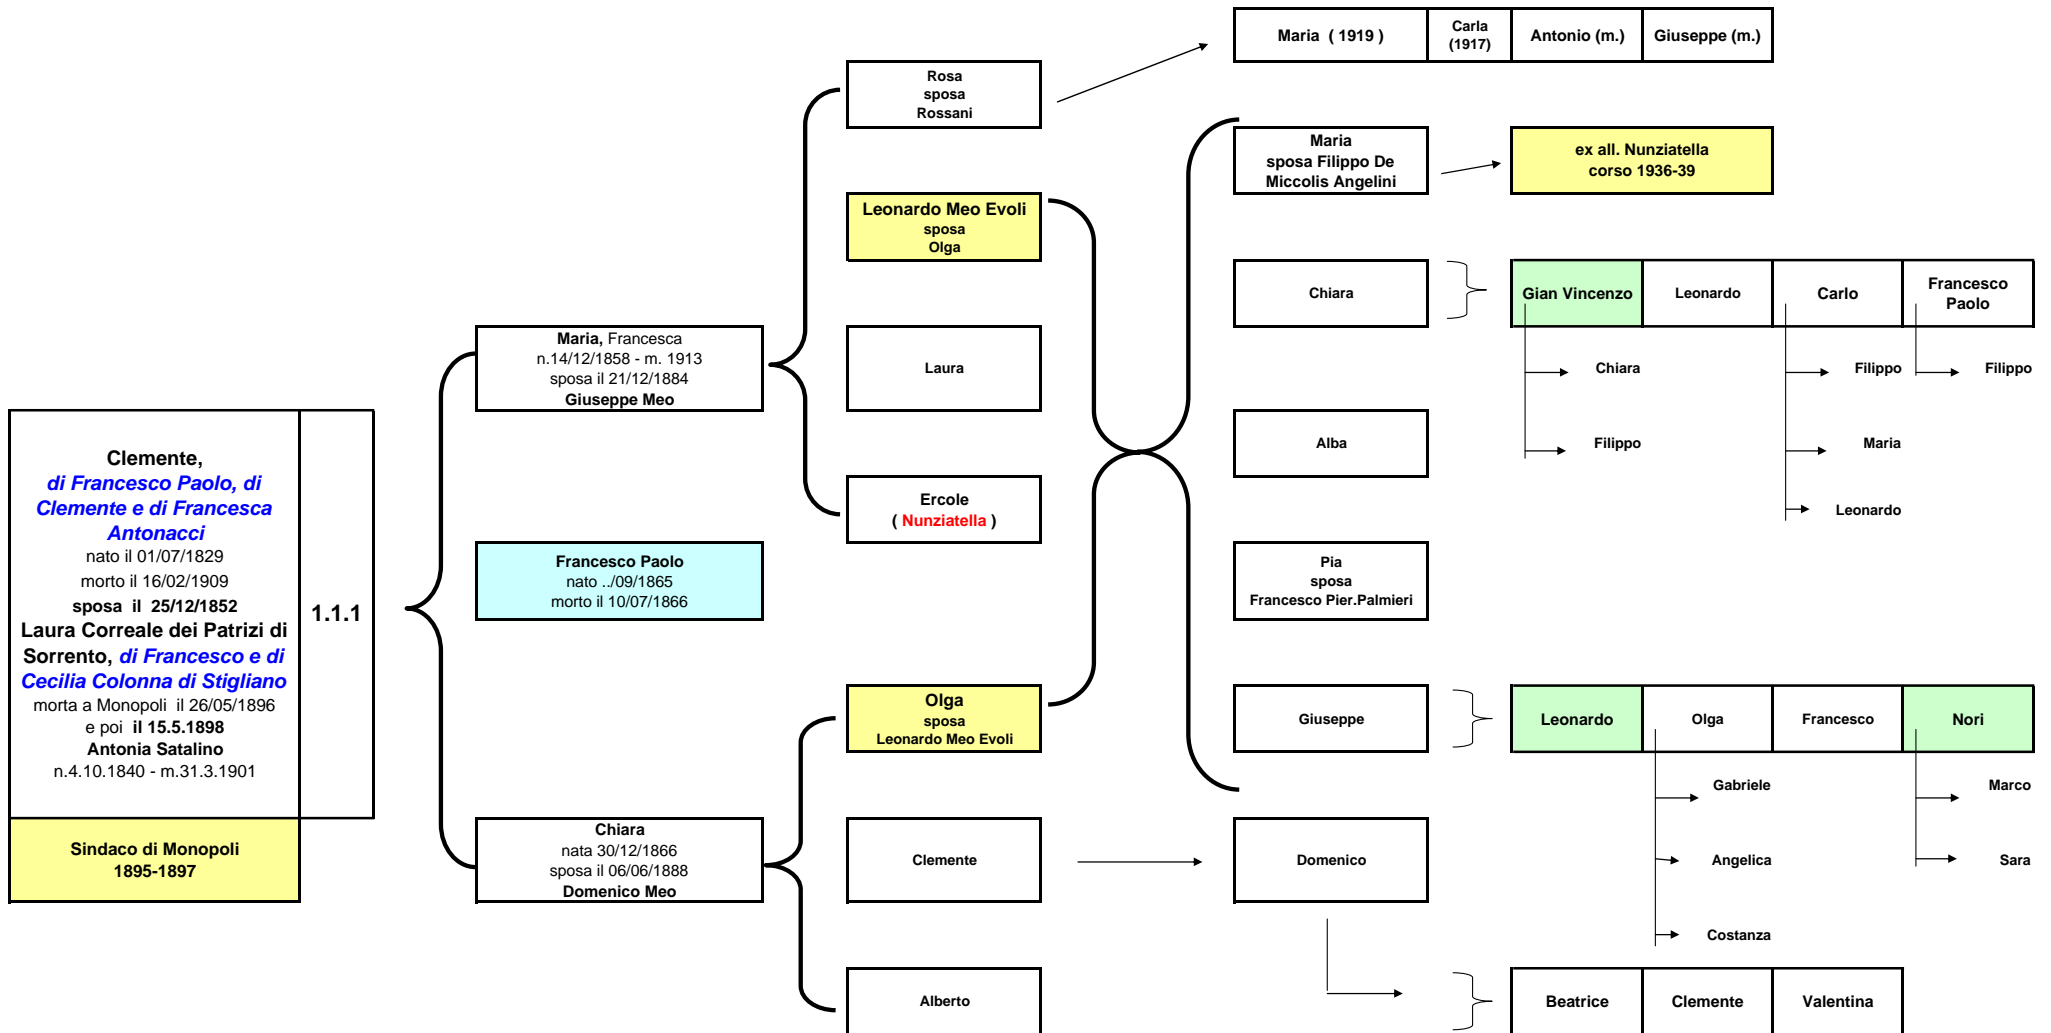 Clemente,
di Francesco Paolo, di
Clemente e di Francesca
Antonacci
nato il 01/07/1829
morto il 16/02/1909
sposa il 25/12/1852
Laura Correale dei Patrizi di
Sorrento, di Francesco e di
Cecilia Colonna di Stigliano
morta a Monopoli il 26/05/1896
e poi il 15.5.1898
Antonia Satalino
n.4.10.1840 - m.31.3.1901
1.1.1
Sindaco di Monopoli
1895-1897
Maria, Francesca
n.14/12/1858 - m. 1913
sposa il 21/12/1884
Giuseppe Meo
Francesco Paolo
nato ../09/1865
morto il 10/07/1866
Chiara
nata 30/12/1866
sposa il 06/06/1888
Domenico Meo
Rosa
sposa
Rossani
Leonardo Meo Evoli
sposa
Olga
Laura
Ercole
( Nunziatella )
Olga
sposa
Leonardo Meo Evoli
Clemente
Alberto
Maria ( 1919 )
Carla
(1917)
Antonio (m.)
Giuseppe (m.)
Maria
sposa Filippo De
Miccolis Angelini
ex all. Nunziatella
corso 1936-39
Chiara
Gian Vincenzo
Leonardo
Carlo
Francesco
Paolo
Chiara
Filippo
Filippo
Maria
Leonardo
Filippo
Alba
Pia
sposa
Francesco Pier.Palmieri
Giuseppe
Leonardo
Olga
Francesco
Nori
Gabriele
Angelica
Costanza
Marco
Sara
Domenico
Beatrice
Clemente
Valentina